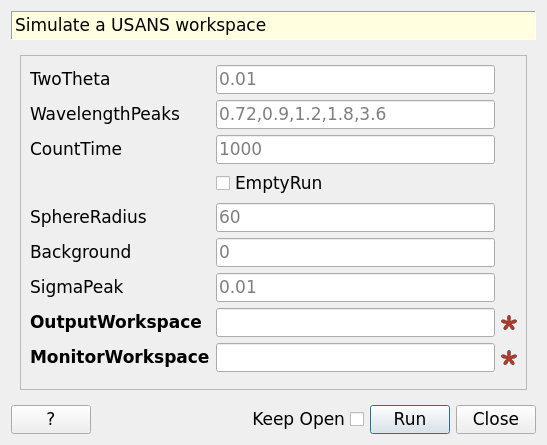 Simulate a USANS workspace
TwoTheta 0.01
WavelengthPeaks 0.72,0.9,1.2,1.8,3.6
CountTime 1000
EmptyRun
SphereRadius 60
Background 0
SigmaPeak 0.01
OutputWorkspace *
MonitorWorkspace *
? Keep Open Run Close